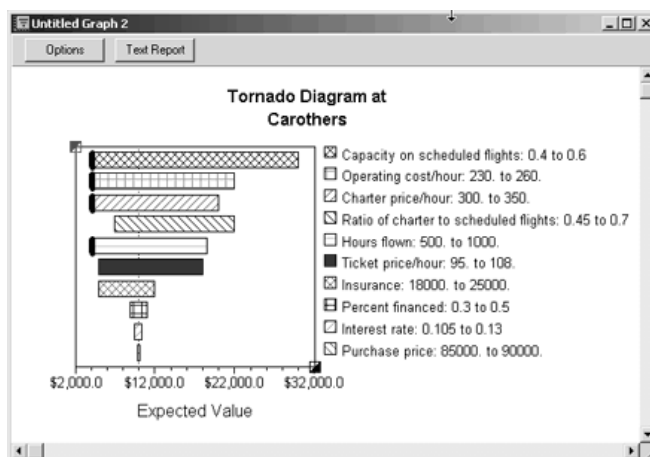 Untitled Graph 2
Options
Text Report
Tornado Diagram at
Carothers
Capacity on scheduled flights: 0.4 to 0.6
Operating cost/hour: 230. to 260.
Charter price/hour: 300. to 350.
Ratio of charter to scheduled flights: 0.45 to 0.7
Hours flown: 500. to 1000.
Ticket price/hour: 95. to 108.
Insurance: 18000. to 25000.
Percent financed: 0.3 to 0.5
Interest rate: 0.105 to 0.13
Purchase price: 85000. to 90000.
$2,000.0 $12,000.0 $22,000.0 $32,000.0
Expected Value